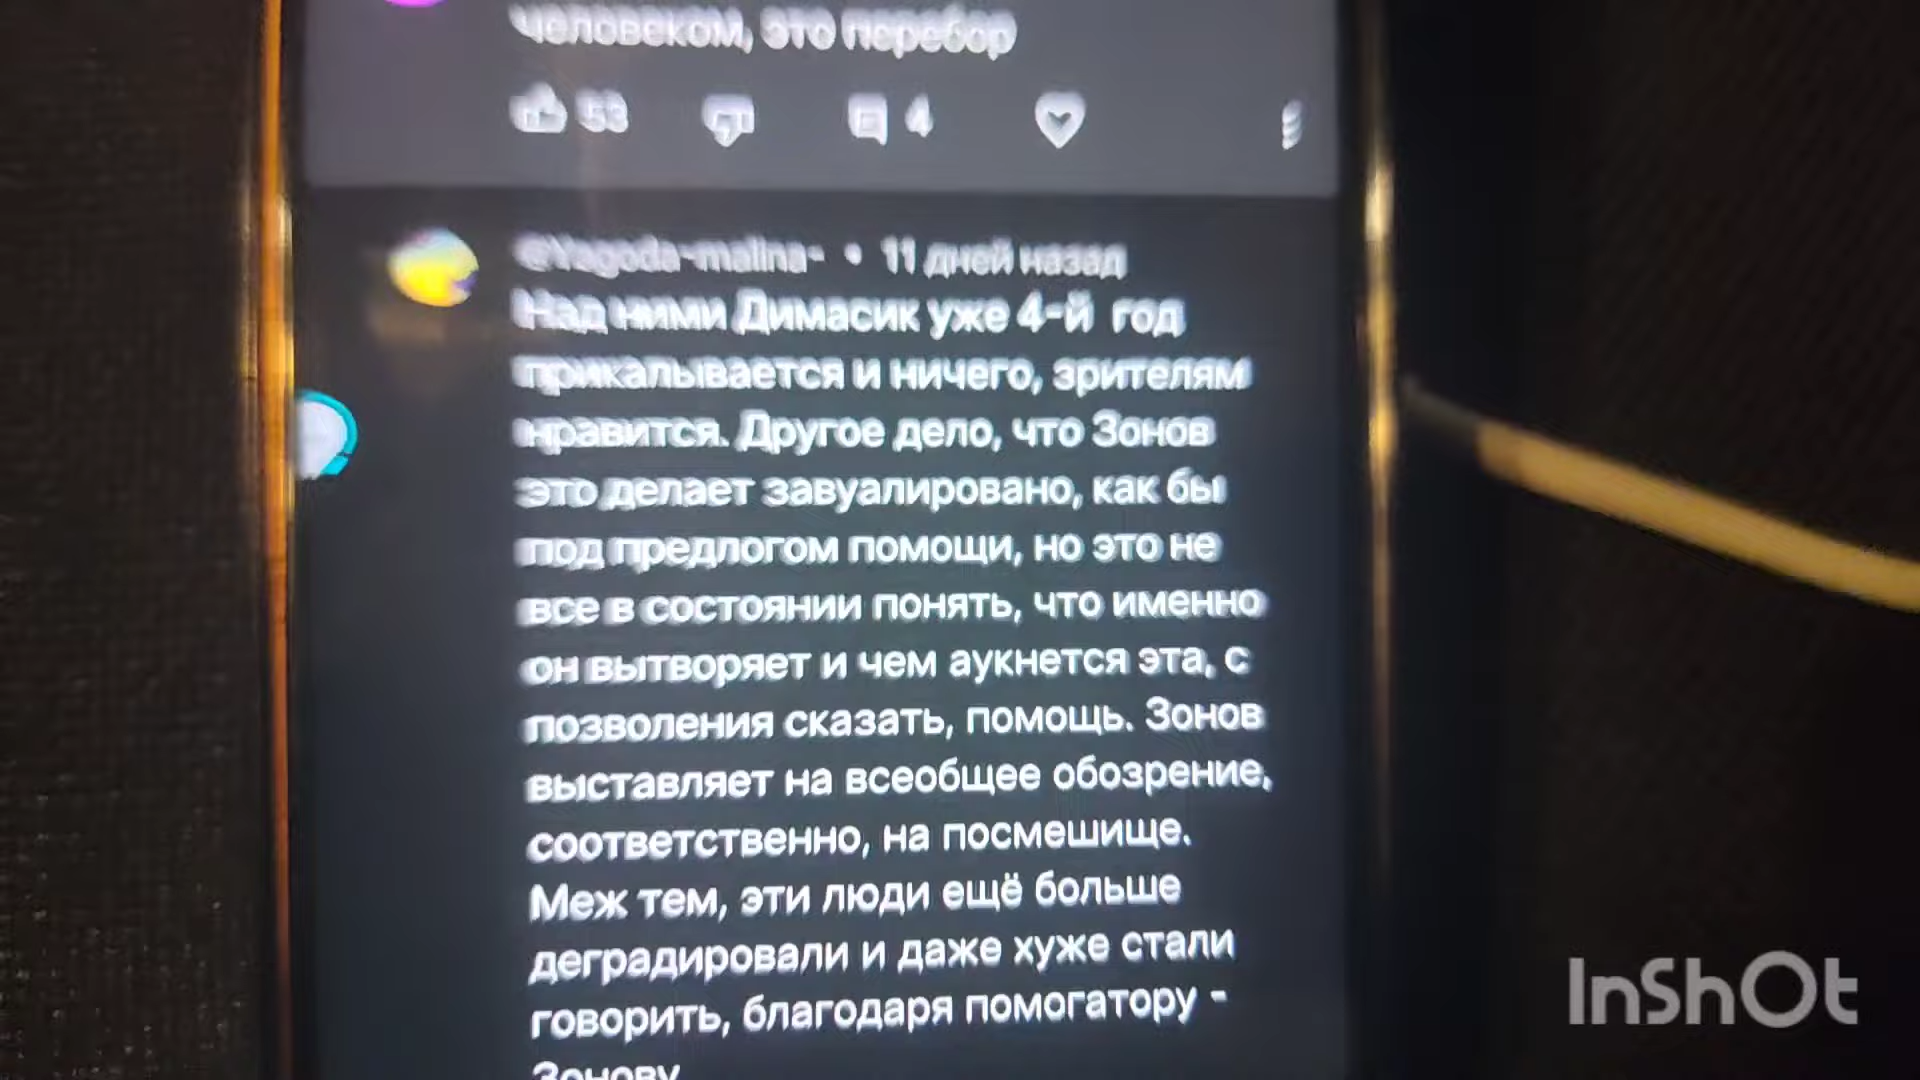 человеком, это перебор
53 4
@Yagoda-malina- • 11 дней назад
Над ними Димасик уже 4-й год
прикалывается и ничего, зрителям
нравится. Другое дело, что Зонов
это делает завуалировано, как бы
под предлогом помощи, но это не
все в состоянии понять, что именно
он вытворяет и чем аукнется эта, с
позволения сказать, помощь. Зонов
выставляет на всеобщее обозрение,
соответственно, на посмешище.
Меж тем, эти люди ещё больше
деградировали и даже хуже стали
говорить, благодаря помогатору -
Зонову
InShOt